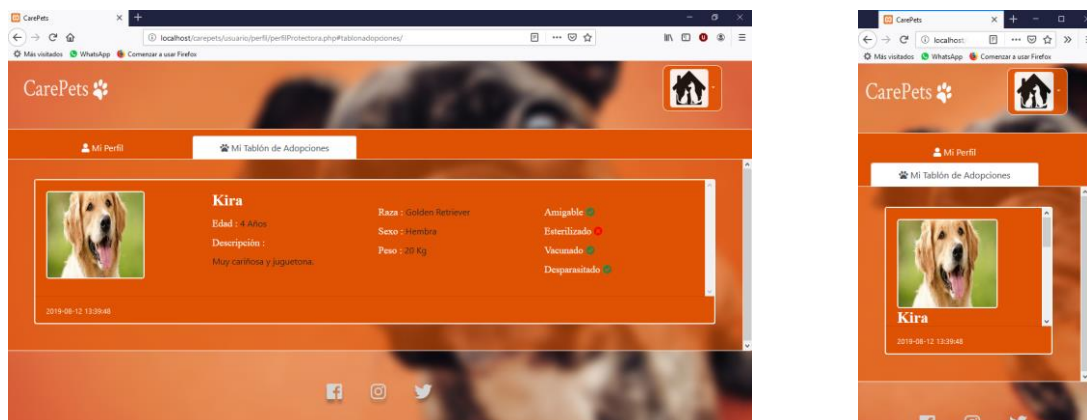 CarePets
localhost/carepets/usuario/perfil/perfilProtectora.php#tablonadopciones/
Más visitados WhatsApp Comenzar a usar Firefox
CarePets
Mi Perfil Mi Tablón de Adopciones
Kira
Edad : 4 Años
Descripción :
Muy cariñosa y juguetona.
Raza : Golden Retriever
Sexo : Hembra
Peso : 20 Kg
Amigable
Esterilizado
Vacunado
Desparasitado
2019-08-12 13:39:48
CarePets
localhost
Más visitados WhatsApp Comenzar a usar Firefox
CarePets
Mi Perfil
Mi Tablón de Adopciones
Kira
2019-08-12 13:39:48